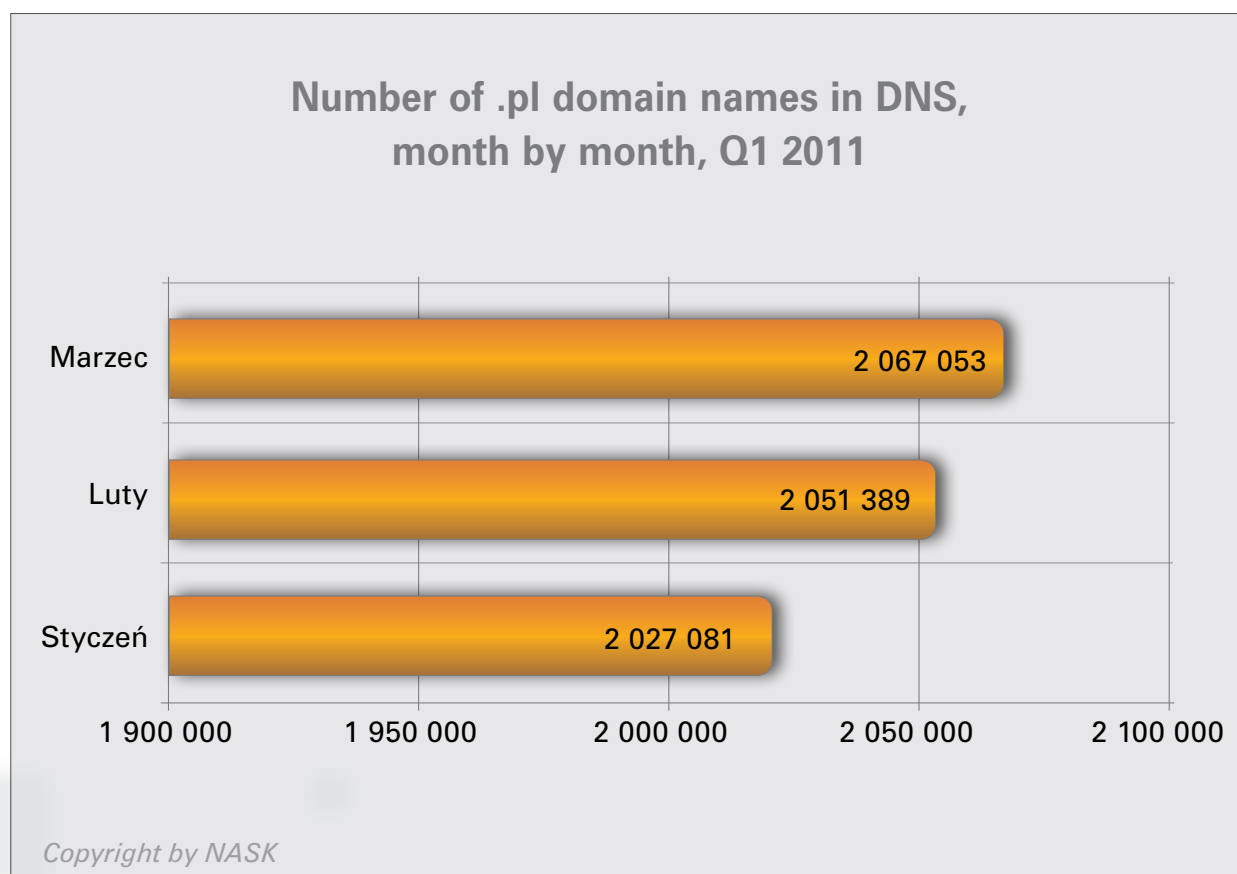 Number of .pl domain names in DNS,
month by month, Q1 2011
Marzec
2 067 053
Luty
2 051 389
Styczeń
2 027 081
1 900 000
1 950 000
2 000 000
2 050 000
2 100 000
Copyright by NASK